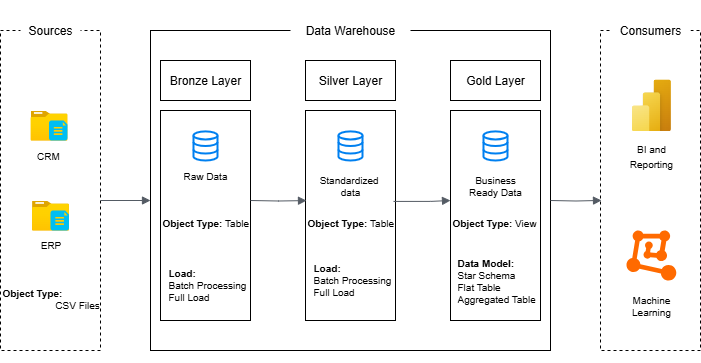 Sources
Data Warehouse
Consumers
Bronze Layer
Silver Layer
Gold Layer
CRM
ERP
Object Type:
CSV Files
Raw Data
Object Type: Table
Load:
Batch Processing
Full Load
Standardized
data
Object Type: Table
Load:
Batch Processing
Full Load
Business
Ready Data
Object Type: View
Data Model:
Star Schema
Flat Table
Aggregated Table
BI and
Reporting
Machine
Learning